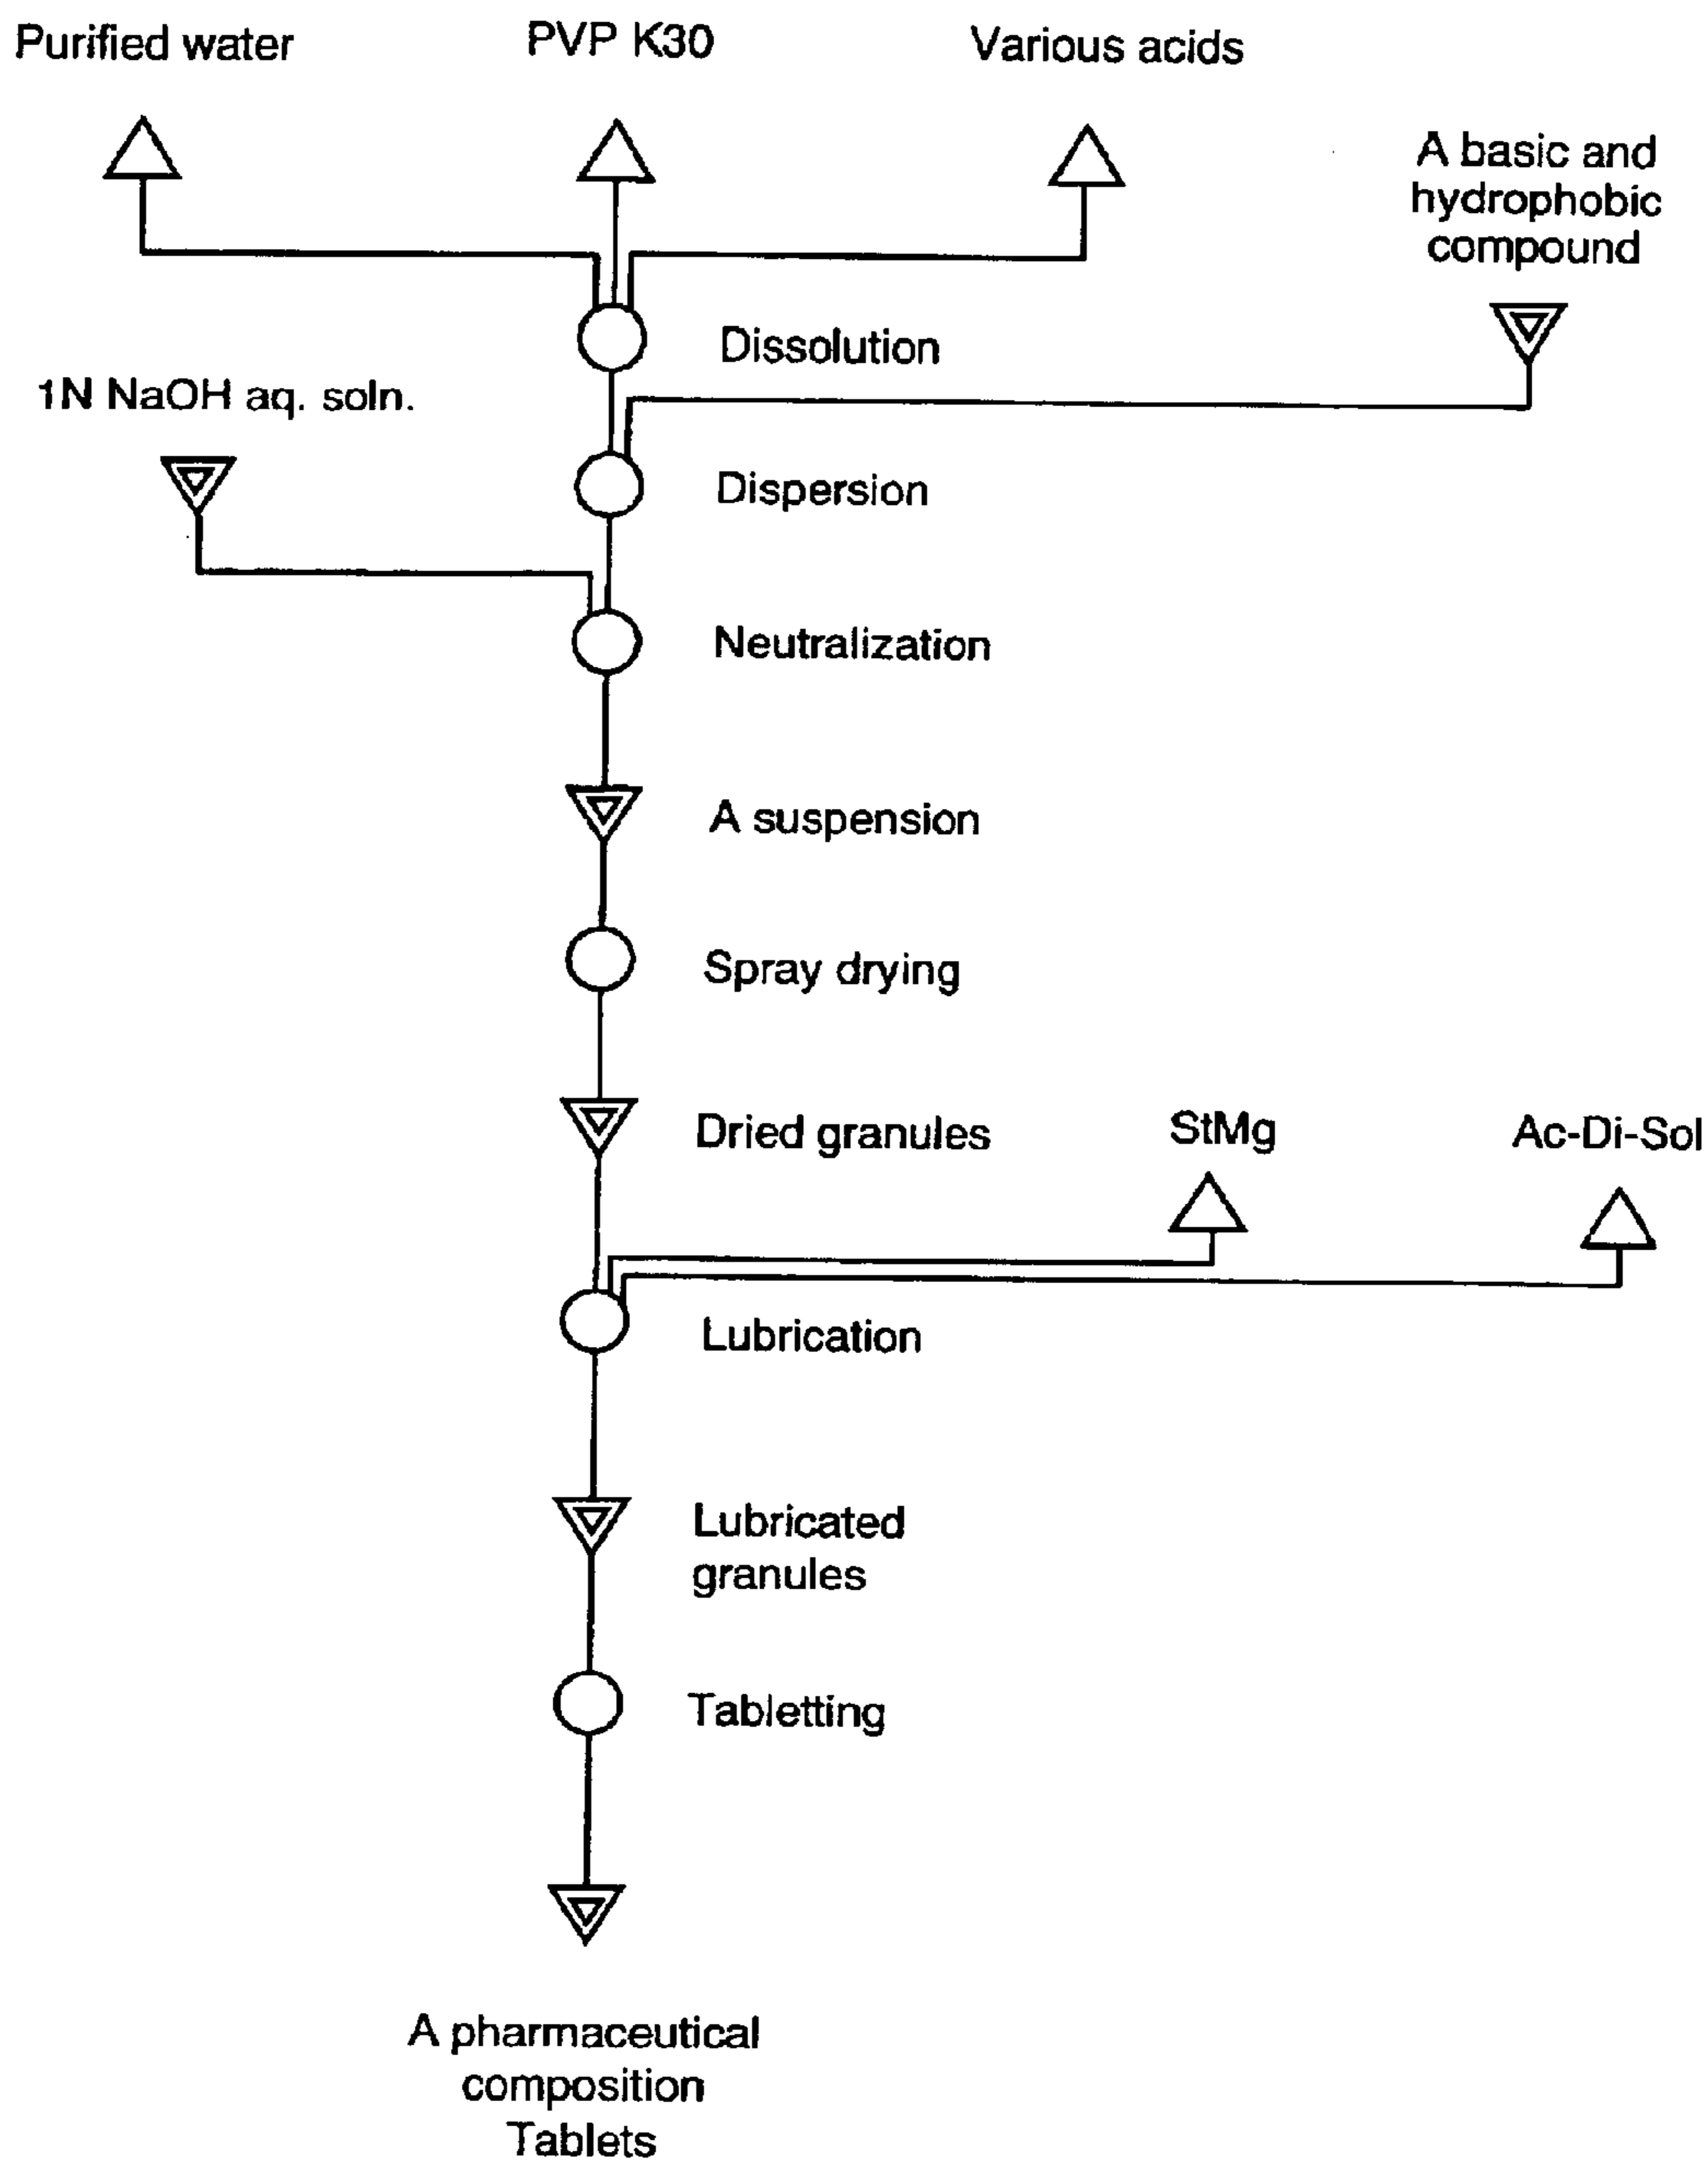 Purified water
PVP K30
Various acids
A basic and
hydrophobic
compound
Dissolution
1N NaOH aq. soln.
Dispersion
Neutralization
A suspension
Spray drying
Dried granules
StMg
Ac-Di-Sol
Lubrication
Lubricated
granules
Tabletting
A pharmaceutical
composition
Tablets